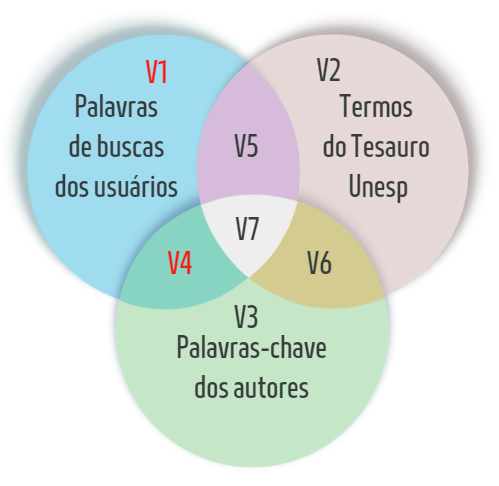 V1
Palavras
de buscas
dos usuários
V2
Termos
do Tesauro
Unesp
V5
V7
V4
V6
V3
Palavras-chave
dos autores